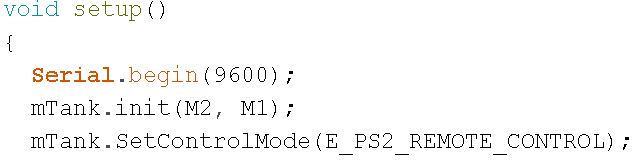 void setup()
{
  Serial.begin(9600);
  mTank.init(M2, M1);
  mTank.SetControlMode(E_PS2_REMOTE_CONTROL);